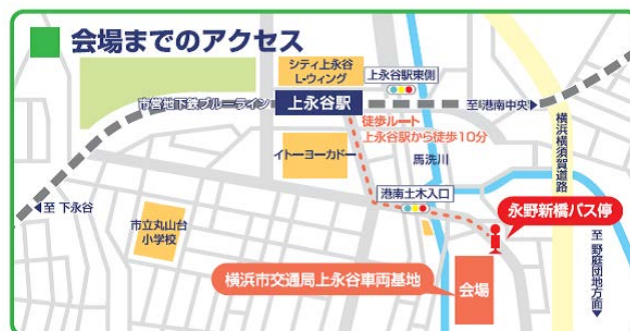 会場までのアクセス
シティ上永谷
L-ウィング
上永谷駅東側
市営地下鉄ブルーライン
上永谷駅
至 港南中央
徒歩ルート
上永谷駅から徒歩10分
イトーヨーカドー
馬洗川
横浜横須賀道路
港南土木入口
至 下永谷
市立丸山台
小学校
永野新橋バス停
至 野庭団地方面
横浜市交通局上永谷車両基地
会場